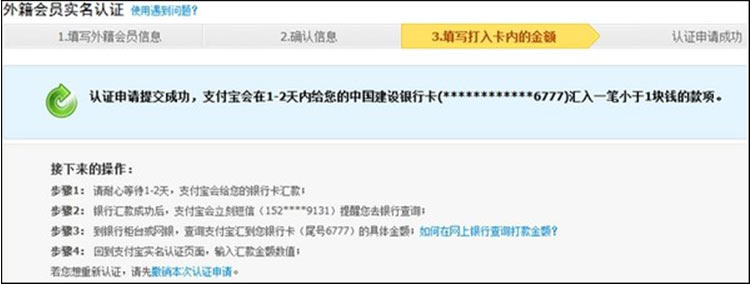 外籍会员实名认证 使用遇到问题？
1.填写外籍会员信息 2.确认信息 3.填写打入卡内的金额 认证申请成功
认证申请提交成功，支付宝会在1-2天内给您的中国建设银行卡(************6777)汇入一笔小于1块钱的款项。
接下来的操作：
步骤1： 请耐心等待1-2天，支付宝会给您的银行卡汇款；
步骤2： 银行汇款成功后，支付宝会立刻短信（152****9131）提醒您去银行查询；
步骤3： 到银行柜台或网银，查询支付宝汇到您银行卡（尾号6777）的具体金额；如何在网上银行查询打款金额？
步骤4： 回到支付宝实名认证页面，输入汇款金额数值；
若您想重新认证，请先撤销本次认证申请。